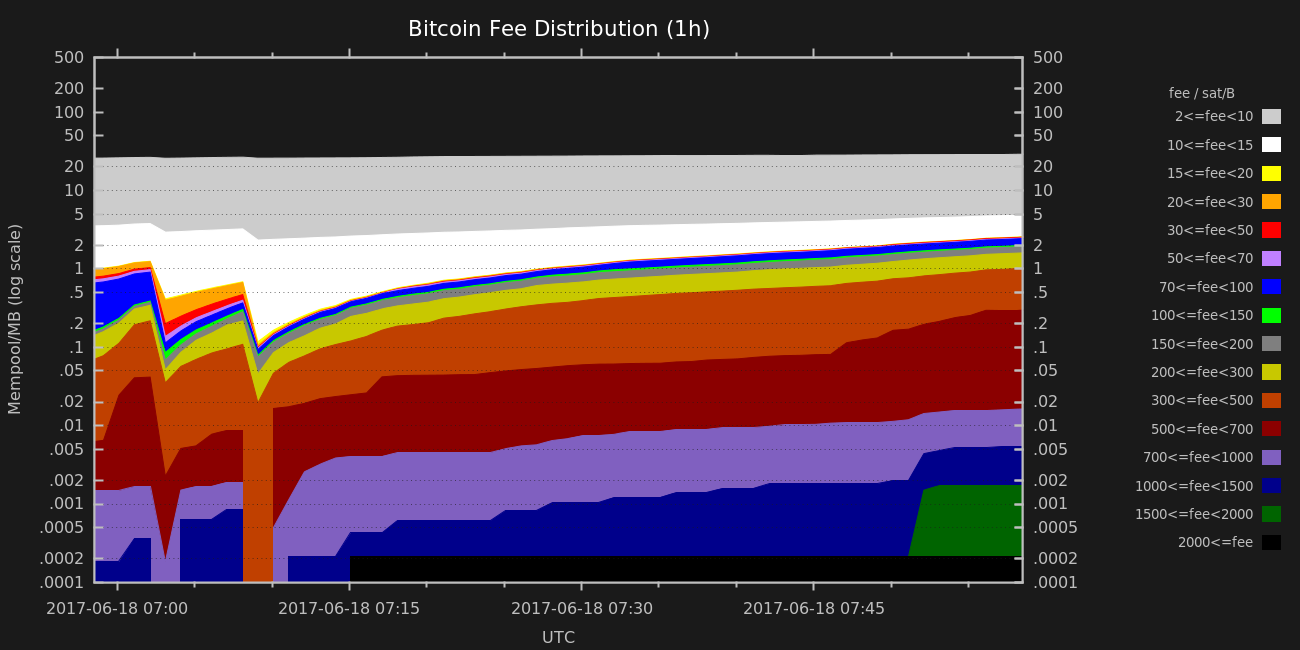 Bitcoin Fee Distribution (1h)
500 500
200 200
100 100
50 50
20 20
10 10
5 5
2 2
1 1
.5 .5
.2 .2
.1 .1
.05 .05
.02 .02
.01 .01
.005 .005
.002 .002
.001 .001
.0005 .0005
.0002 .0002
.0001 .0001
Mempool/MB (log scale)
2017-06-18 07:00 2017-06-18 07:15 2017-06-18 07:30 2017-06-18 07:45
UTC
fee / sat/B
2<=fee<10
10<=fee<15
15<=fee<20
20<=fee<30
30<=fee<50
50<=fee<70
70<=fee<100
100<=fee<150
150<=fee<200
200<=fee<300
300<=fee<500
500<=fee<700
700<=fee<1000
1000<=fee<1500
1500<=fee<2000
2000<=fee